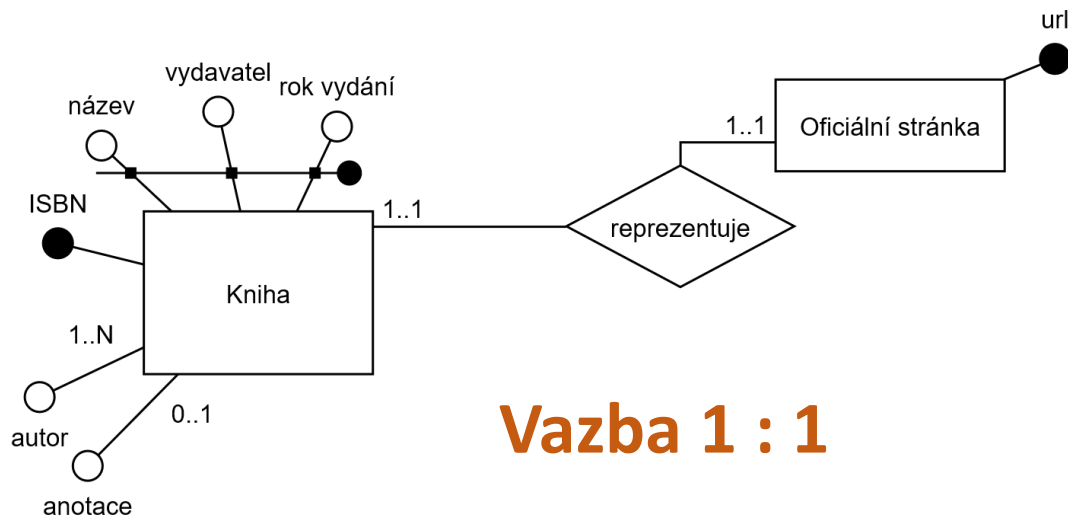 url
vydavatel
rok vydání
název
1..1
Oficiální stránka
ISBN
1..1
reprezentuje
Kniha
1..N
0..1
autor
anotace
Vazba 1 : 1